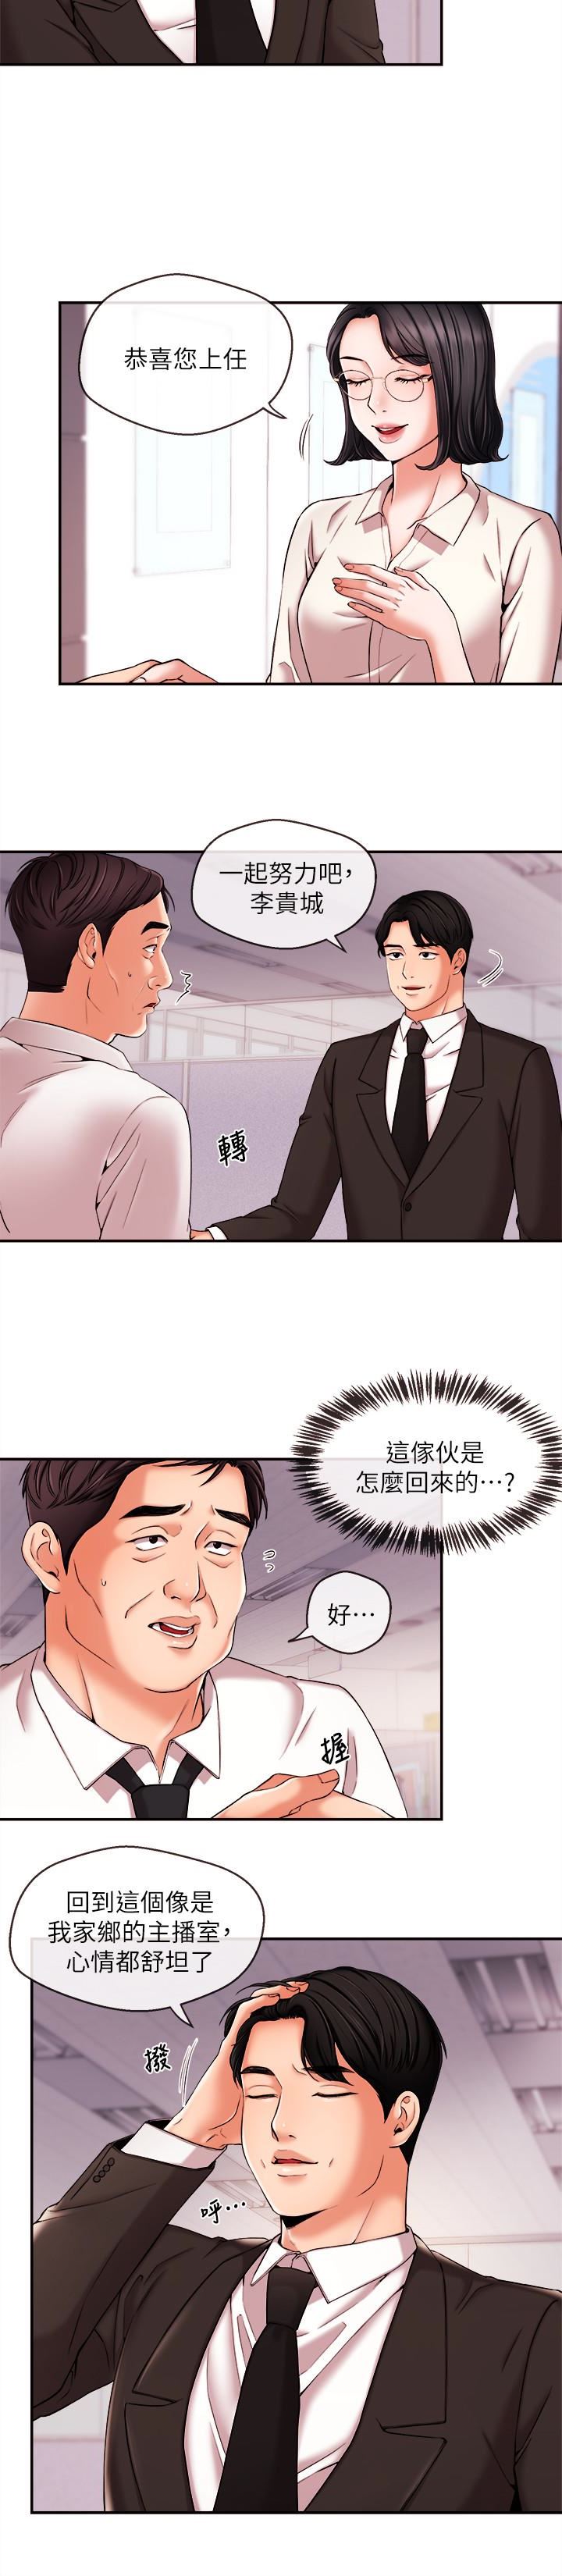 恭喜您上任
一起努力吧,
李貴城
轉
這傢伙是
怎麼回來的⋯?
好⋯
握
回到這個像是
我家鄉的主播室,
心情都舒坦了
撥
呼⋯